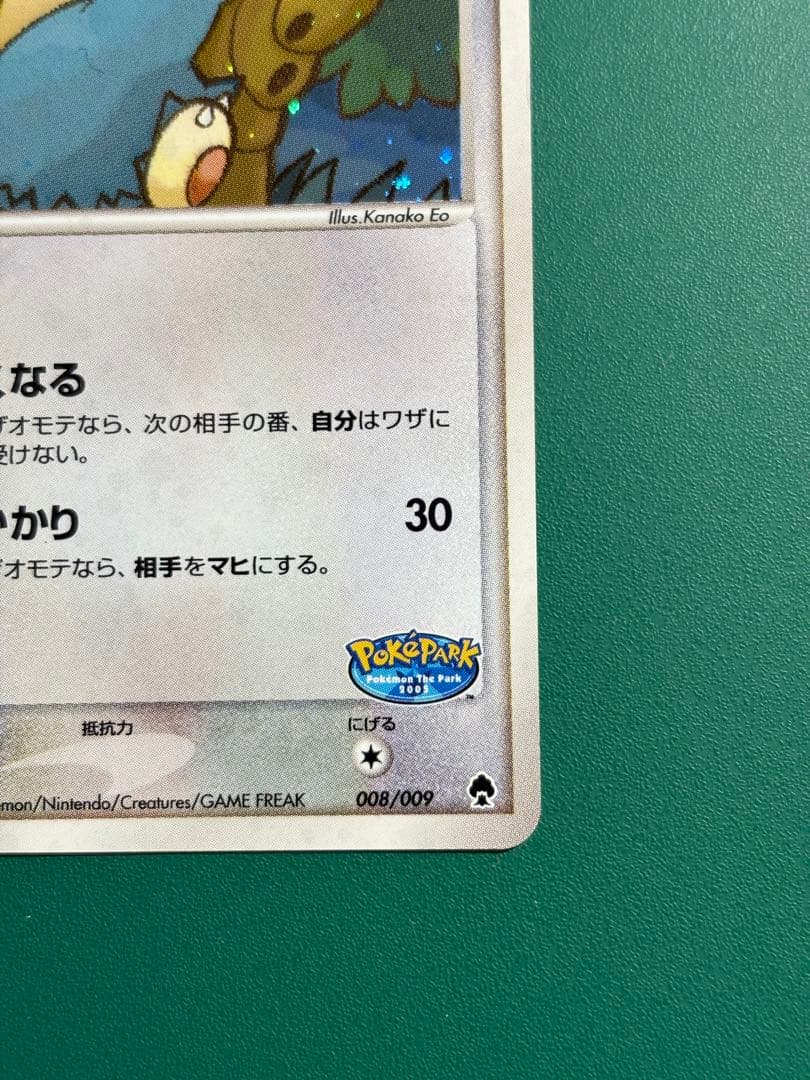 Illus.Kanako Eo
くなる
ザオモテなら、次の相手の番、自分はワザに
受けない。
かかり
30
ザオモテなら、相手をマヒにする。
PokéPARK
Pokémon The Park
2005
TM
抵抗力
にげる
mon/Nintendo/Creatures/GAME FREAK
008/009